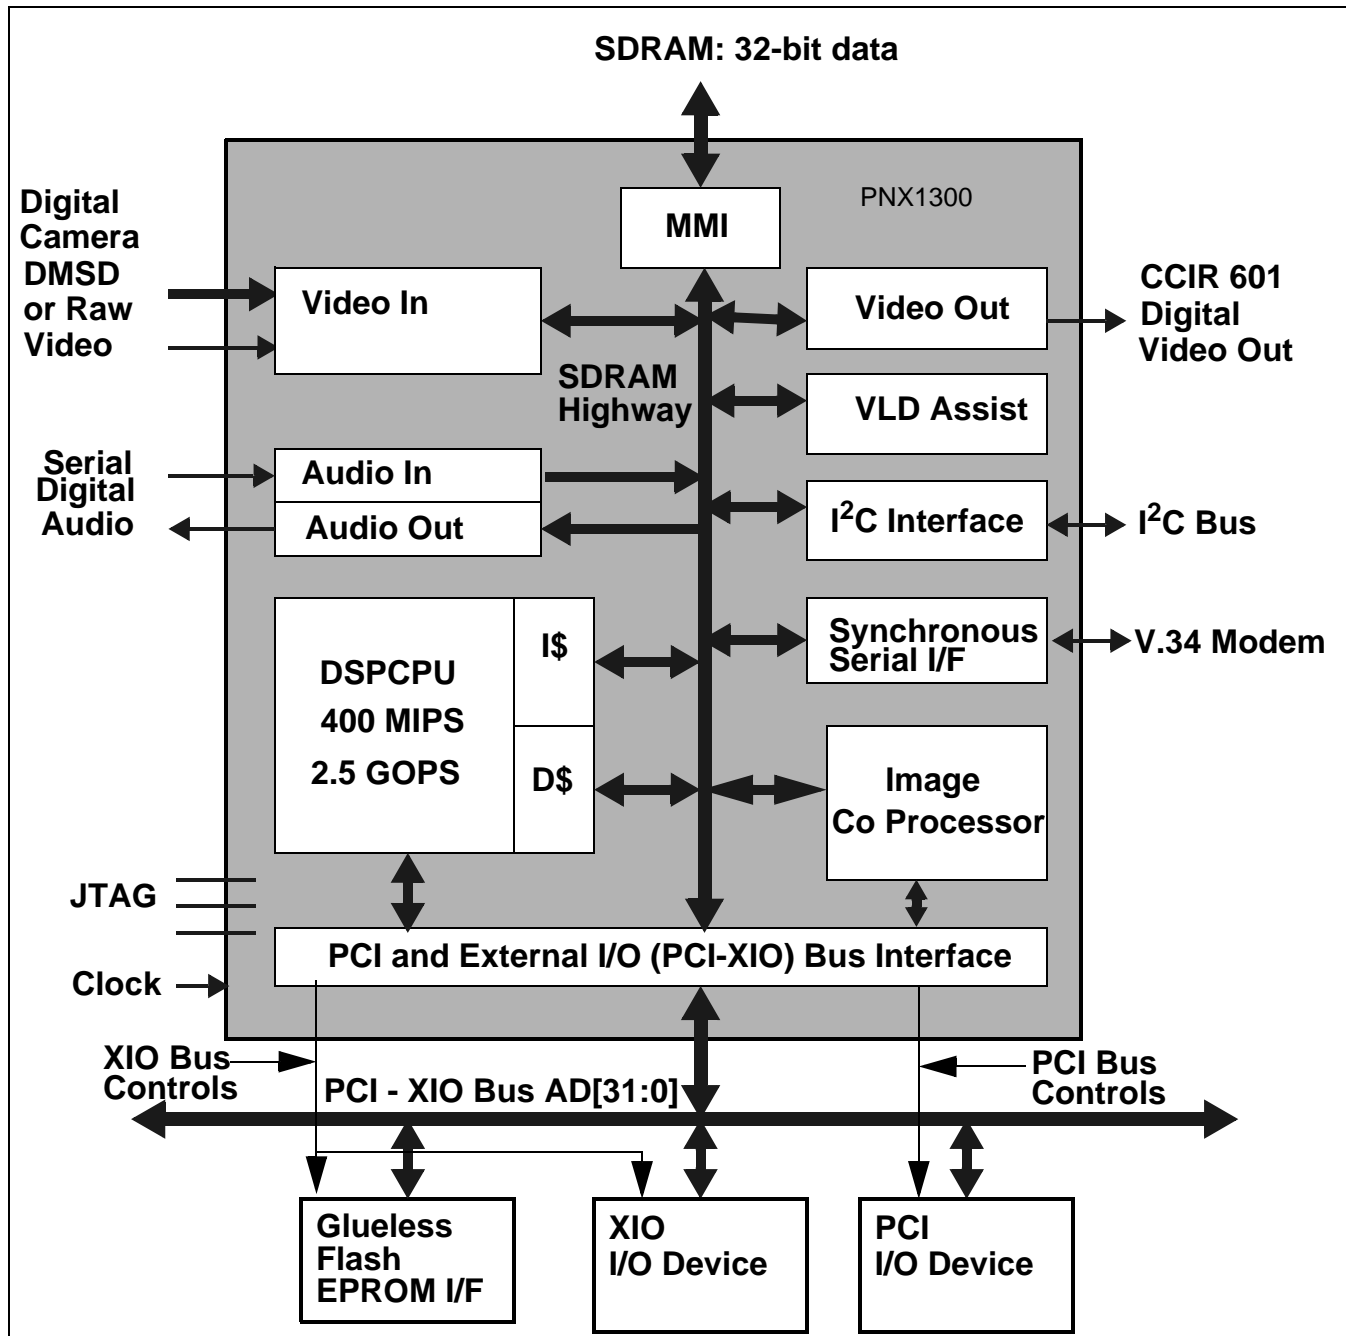 SDRAM: 32-bit data
PNX1300
MMI
Digital
Camera
DMSD
or Raw
Video
Video In
Video Out
CCIR 601
Digital
Video Out
SDRAM
Highway
VLD Assist
Serial
Digital
Audio
Audio In
Audio Out
I²C Interface
I²C Bus
DSPCPU
400 MIPS
2.5 GOPS
I$
D$
Synchronous
Serial I/F
V.34 Modem
Image
Co Processor
JTAG
PCI and External I/O (PCI-XIO) Bus Interface
Clock
XIO Bus
Controls
PCI - XIO Bus AD[31:0]
PCI Bus
Controls
Glueless
Flash
EPROM I/F
XIO
I/O Device
PCI
I/O Device